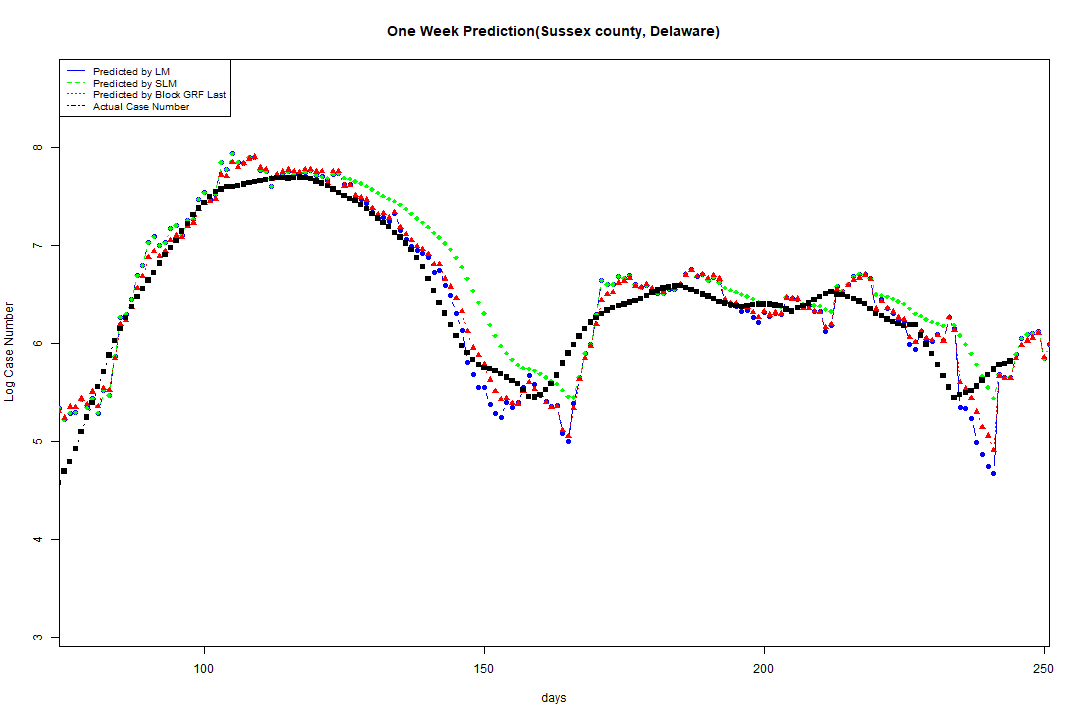 One Week Prediction(Sussex county, Delaware)
Predicted by LM
Predicted by SLM
Predicted by Block GRF Last
Actual Case Number
8
7
6
5
4
3
Log Case Number
100 150 200 250
days